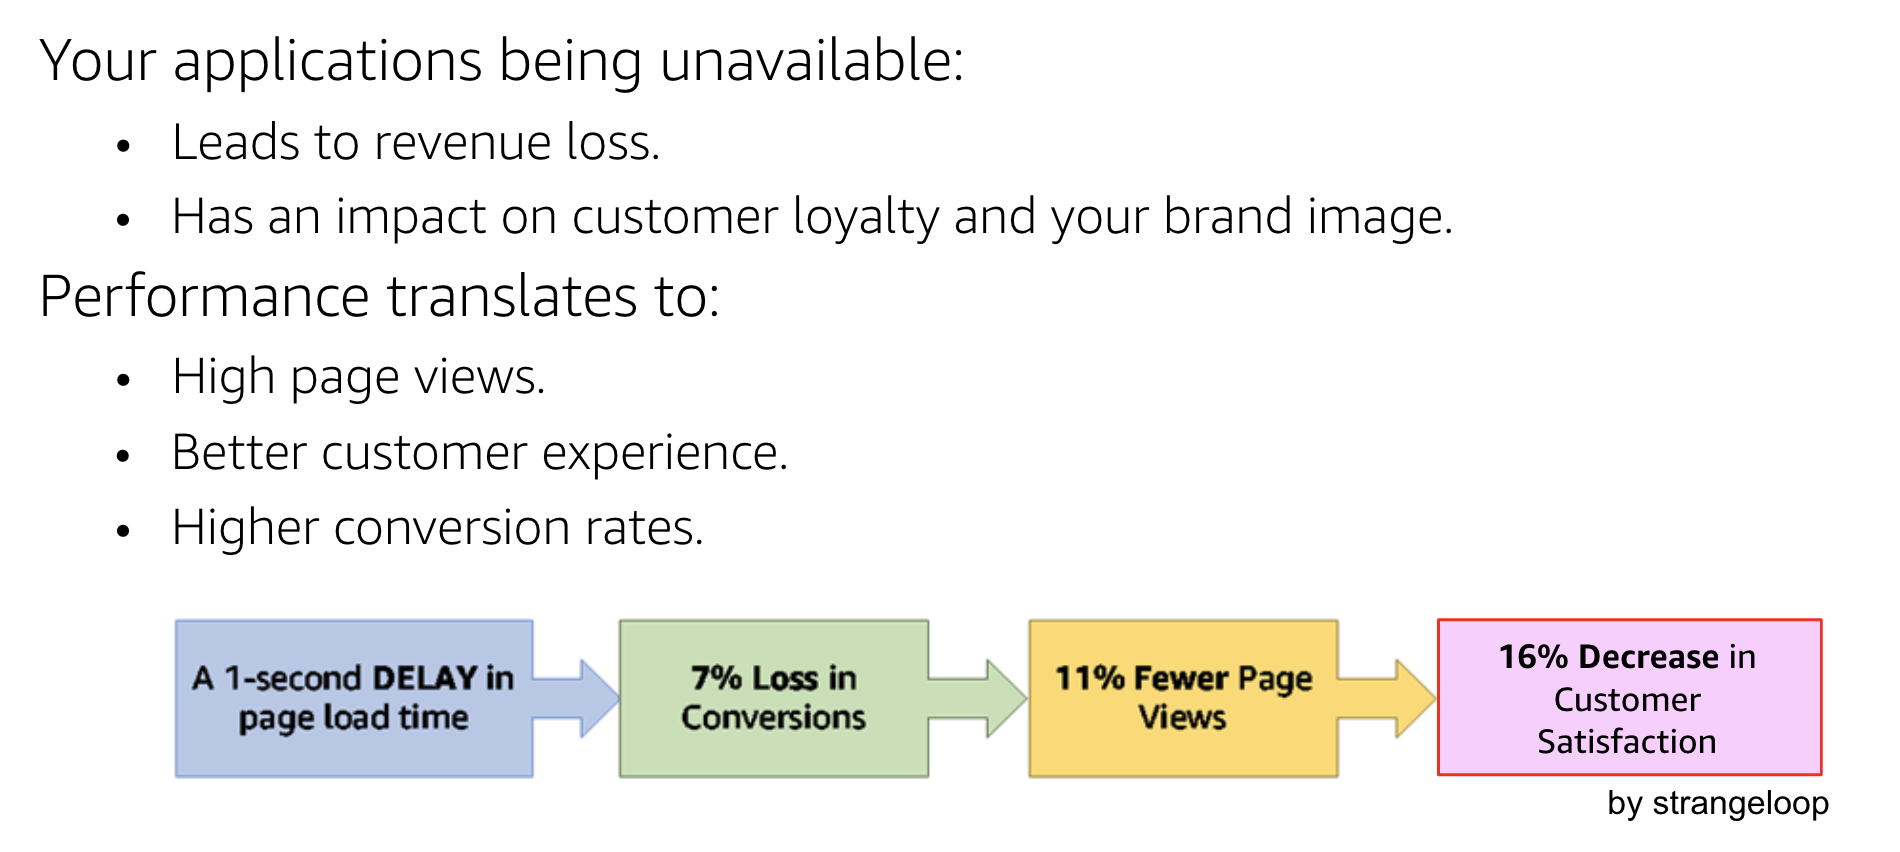 Your applications being unavailable:
• Leads to revenue loss.
• Has an impact on customer loyalty and your brand image.
Performance translates to:
• High page views.
• Better customer experience.
• Higher conversion rates.
A 1-second DELAY in
page load time
7% Loss in
Conversions
11% Fewer Page
Views
16% Decrease in
Customer
Satisfaction
by strangeloop